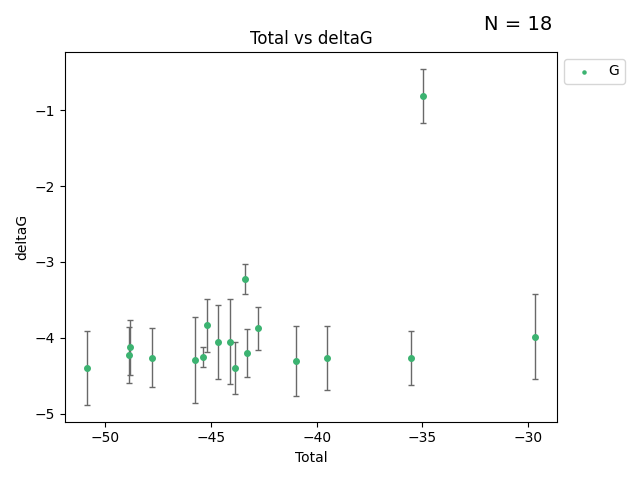 N = 18
Total vs deltaG
G
−1
−2
−3
−4
−5
deltaG
−50 −45 −40 −35 −30
Total